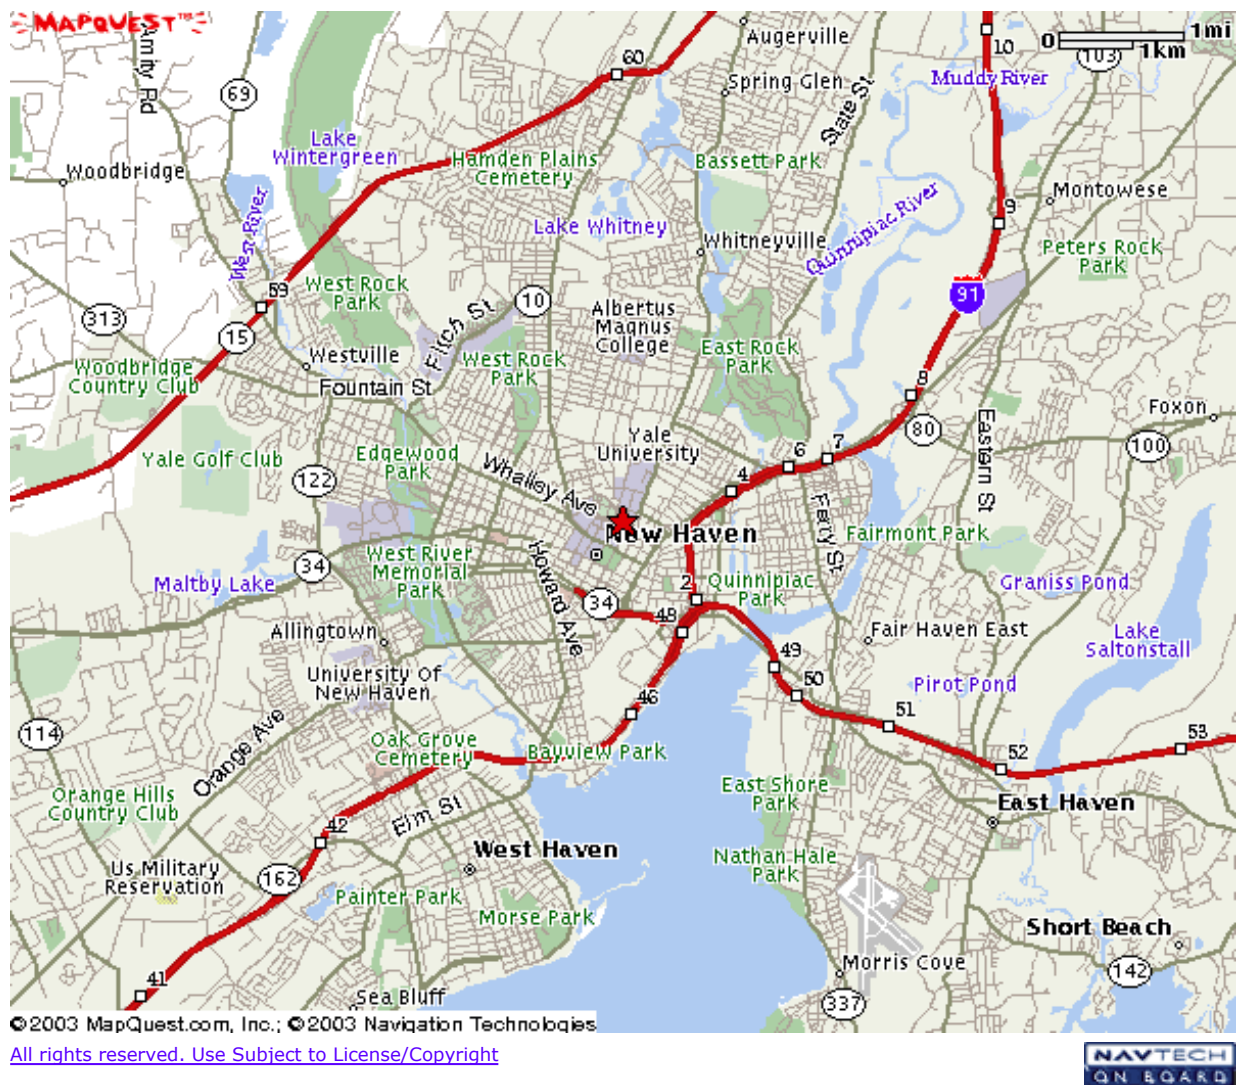 MAPQUEST™
Amity Rd
69
60
Augerville
10
0
1mi
1km
103
Spring Glen
State St
Muddy River
Lake
Wintergreen
Woodbridge
Hamden Plains
Cemetery
Bassett Park
Montowese
West River
Lake Whitney
Quinnipiac River
9
Whitneyville
Peters Rock
Park
59
West Rock
Park
10
91
313
Fitch St
Albertus
Magnus
College
15
Westville
West Rock
Park
East Rock
Park
Woodbridge
Country Club
Fountain St
8
Foxon
80
100
Eastern St
Yale
University
6
7
Yale Golf Club
Edgewood
Park
Whalley Ave
4
122
Ferry St
New Haven
Fairmont Park
34
West River
Memorial
Park
Howard Ave
Maltby Lake
2
Quinnipiac
Park
Graniss Pond
34
48
Allingtown
Fair Haven East
Lake
Saltonstall
University Of
New Haven
49
50
Pirot Pond
46
51
114
Orange Ave
Oak Grove
Cemetery
Bayview Park
52
53
East Shore
Park
Orange Hills
Country Club
East Haven
42
Elm St
West Haven
Nathan Hale
Park
Us Military
Reservation
162
Painter Park
Morse Park
Short Beach
41
Morris Cove
142
Sea Bluff
337
©2003 MapQuest.com, Inc.; ©2003 Navigation Technologies
All rights reserved. Use Subject to License/Copyright
NAVTECH
ON BOARD